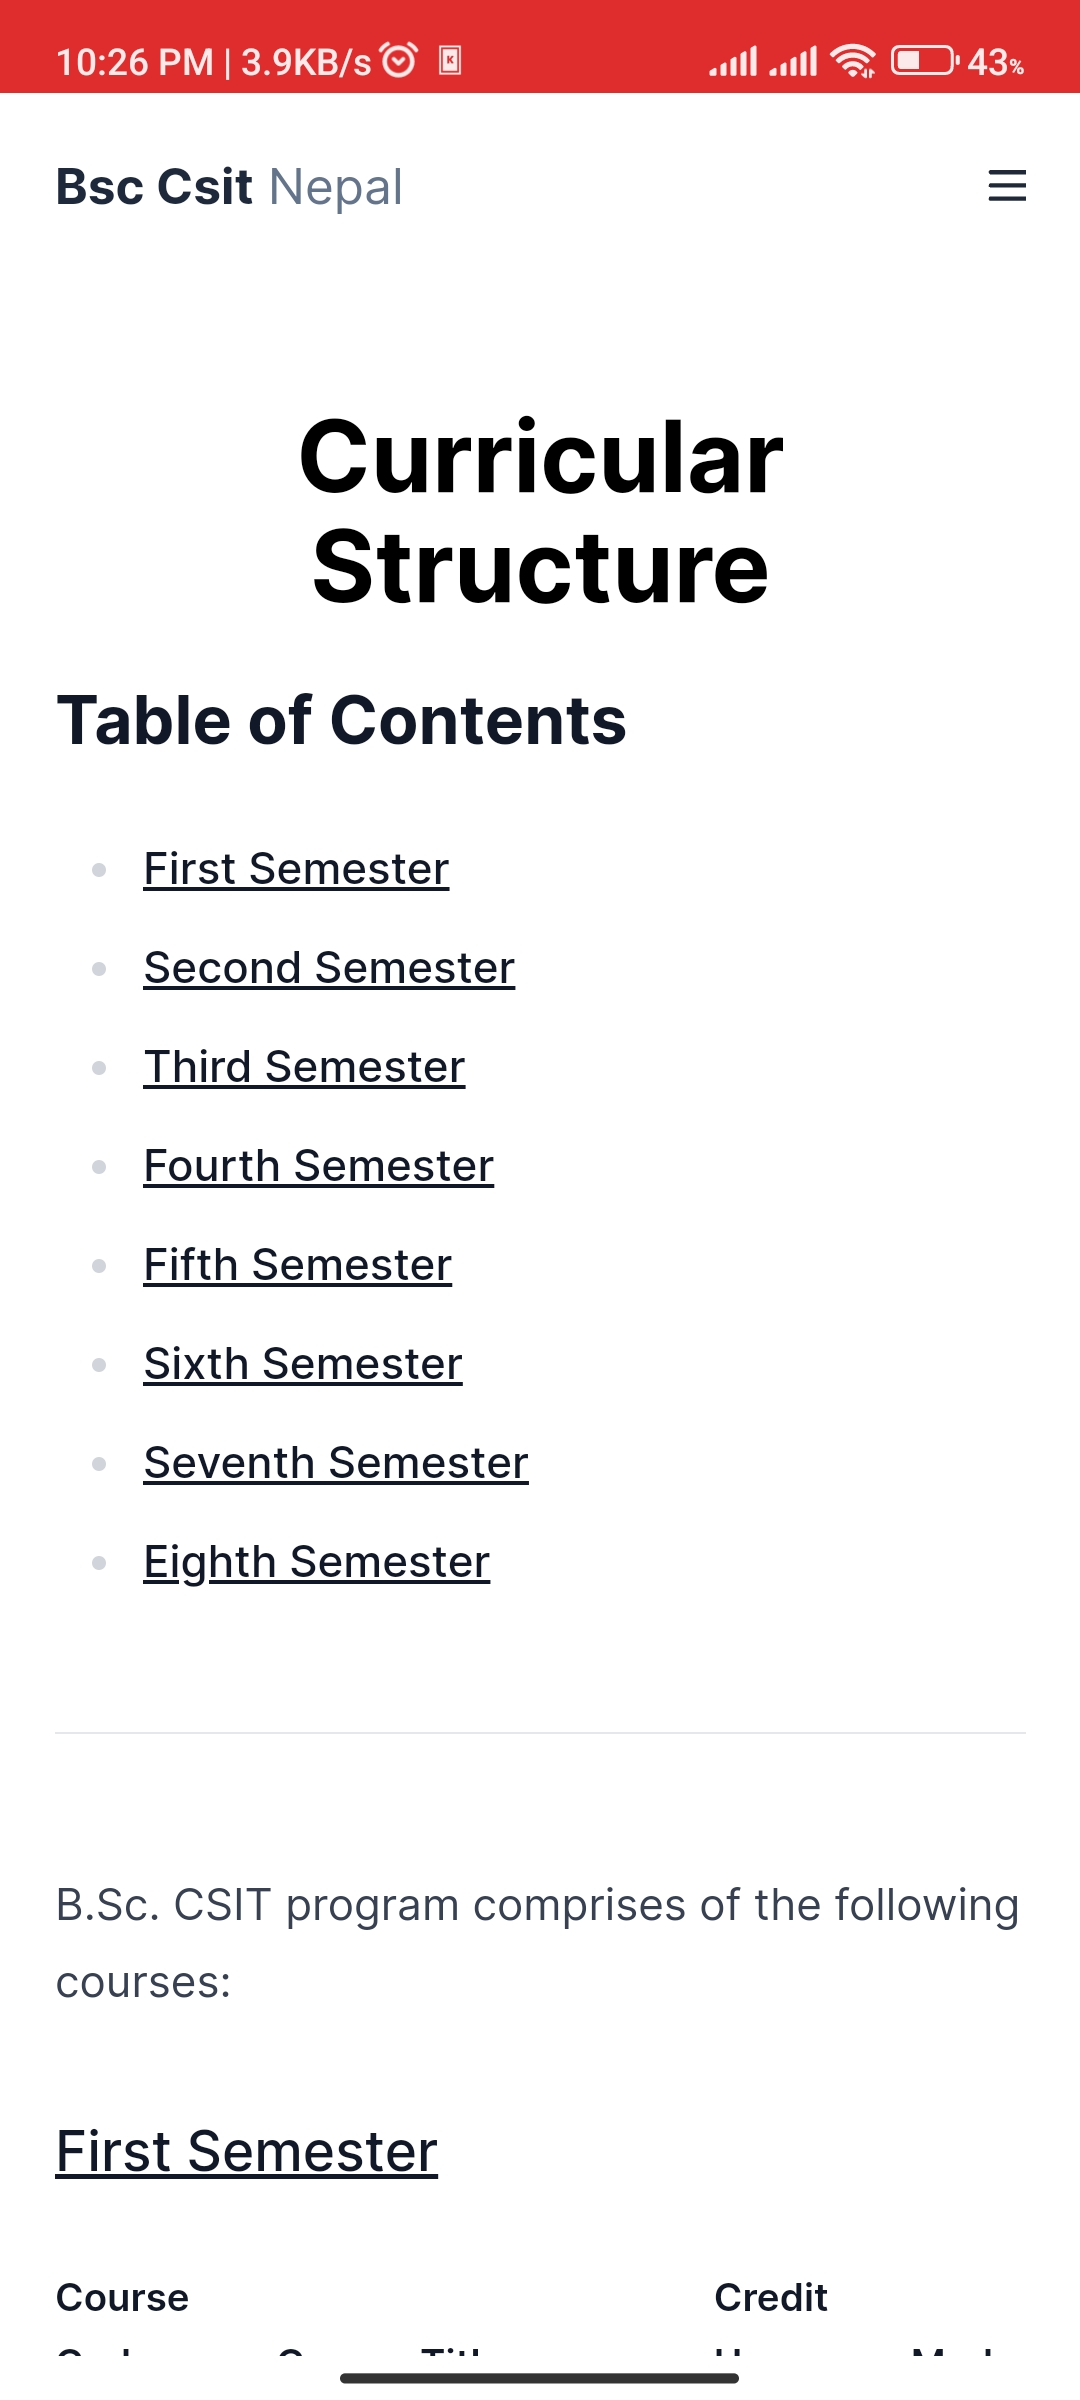 10:26 PM | 3.9KB/s 43%
Bsc Csit Nepal
Curricular
Structure
Table of Contents
First Semester
Second Semester
Third Semester
Fourth Semester
Fifth Semester
Sixth Semester
Seventh Semester
Eighth Semester
B.Sc. CSIT program comprises of the following
courses:
First Semester
Course Credit